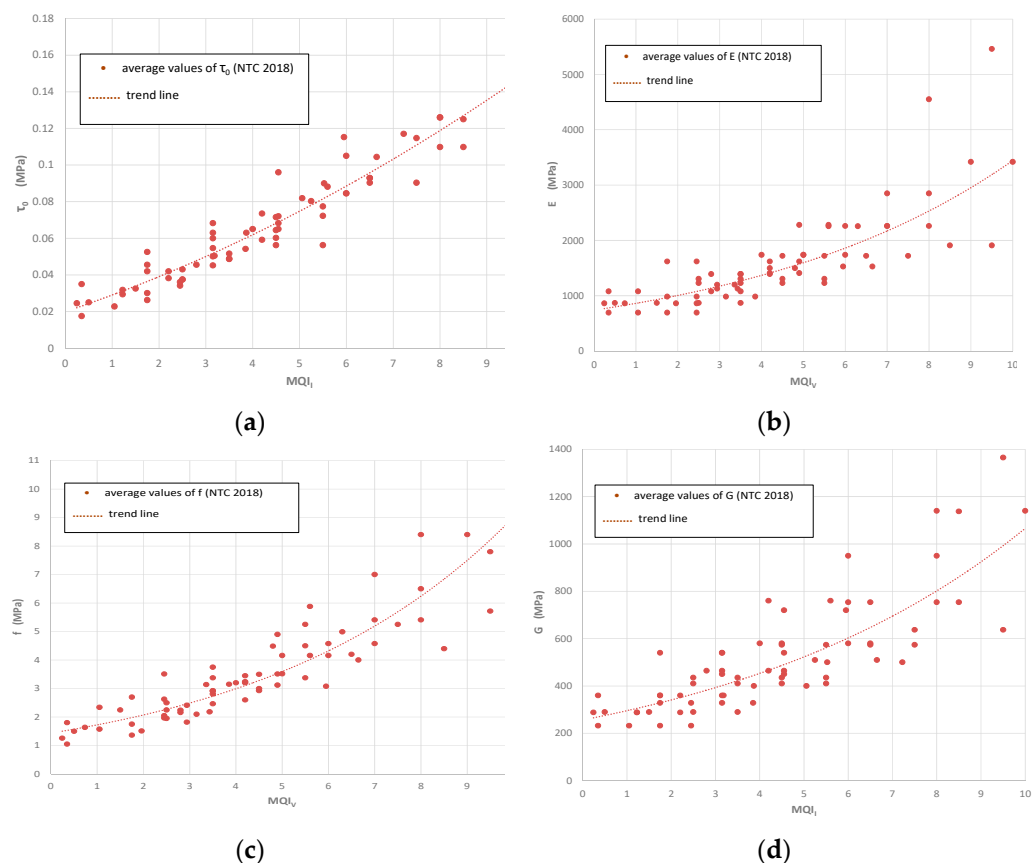 0.18
0.16
0.14
0.12
0.1
0.08
0.06
0.04
0.02
0
average values of τ0 (NTC 2018)
trend line
τ0 (MPa)
0 1 2 3 4 5 6 7 8 9
MQII
(a)
6000
5000
4000
3000
2000
1000
0
average values of E (NTC 2018)
trend line
E (MPa)
0 1 2 3 4 5 6 7 8 9 10
MQIV
(b)
11
10
9
8
7
6
5
4
3
2
1
0
average values of f (NTC 2018)
trend line
f (MPa)
0 1 2 3 4 5 6 7 8 9
MQIV
(c)
1400
1200
1000
800
600
400
200
0
average values of G (NTC 2018)
trend line
G (MPa)
0 1 2 3 4 5 6 7 8 9 10
MQII
(d)